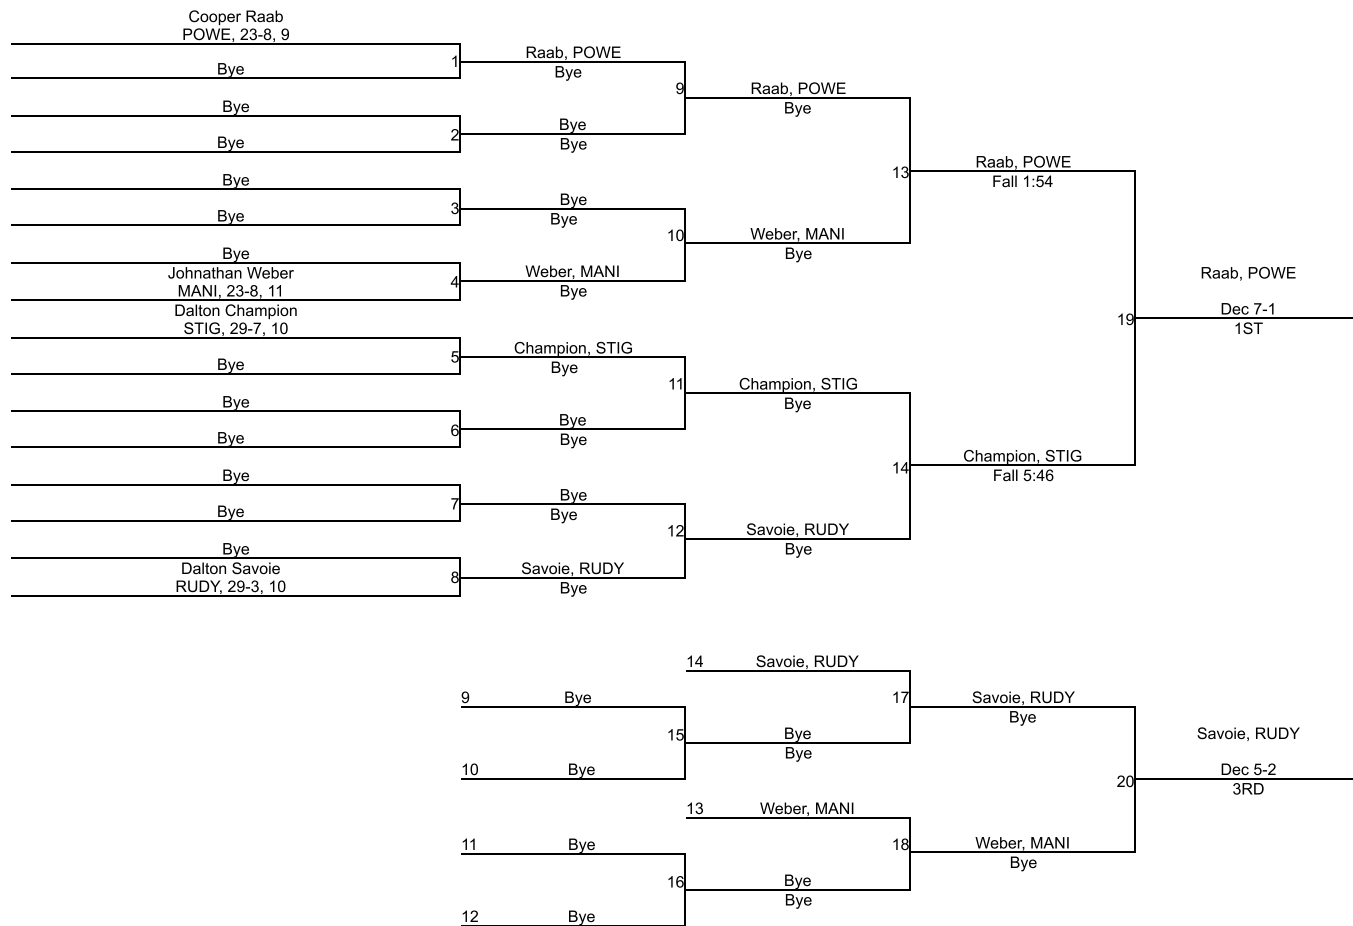 Cooper Raab
POWE, 23-8, 9
Bye
1
Raab, POWE
Bye
Bye
2
Bye
Bye
Bye
9
Raab, POWE
Bye
Bye
3
Bye
Bye
Bye
Bye
4
Johnathan Weber
MANI, 23-8, 11
Weber, MANI
Bye
10
Weber, MANI
Bye
13
Raab, POWE
Fall 1:54
Dalton Champion
STIG, 29-7, 10
5
Bye
Champion, STIG
Bye
Bye
6
Bye
Bye
Bye
11
Champion, STIG
Bye
Bye
7
Bye
Bye
Bye
Bye
8
Dalton Savoie
RUDY, 29-3, 10
Savoie, RUDY
Bye
12
Savoie, RUDY
Bye
14
Champion, STIG
Fall 5:46
19
Raab, POWE
Dec 7-1
1ST
14 Savoie, RUDY
9 Bye
10 Bye
15
Bye
Bye
17
Savoie, RUDY
Bye
13 Weber, MANI
11 Bye
12 Bye
16
Bye
Bye
18
Weber, MANI
Bye
20
Savoie, RUDY
Dec 5-2
3RD